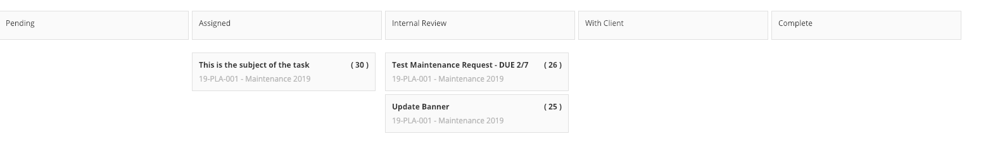 Pending
Assigned
Internal Review
With Client
Complete
This is the subject of the task ( 30 )
19-PLA-001 - Maintenance 2019
Test Maintenance Request - DUE 2/7 ( 26 )
19-PLA-001 - Maintenance 2019
Update Banner ( 25 )
19-PLA-001 - Maintenance 2019